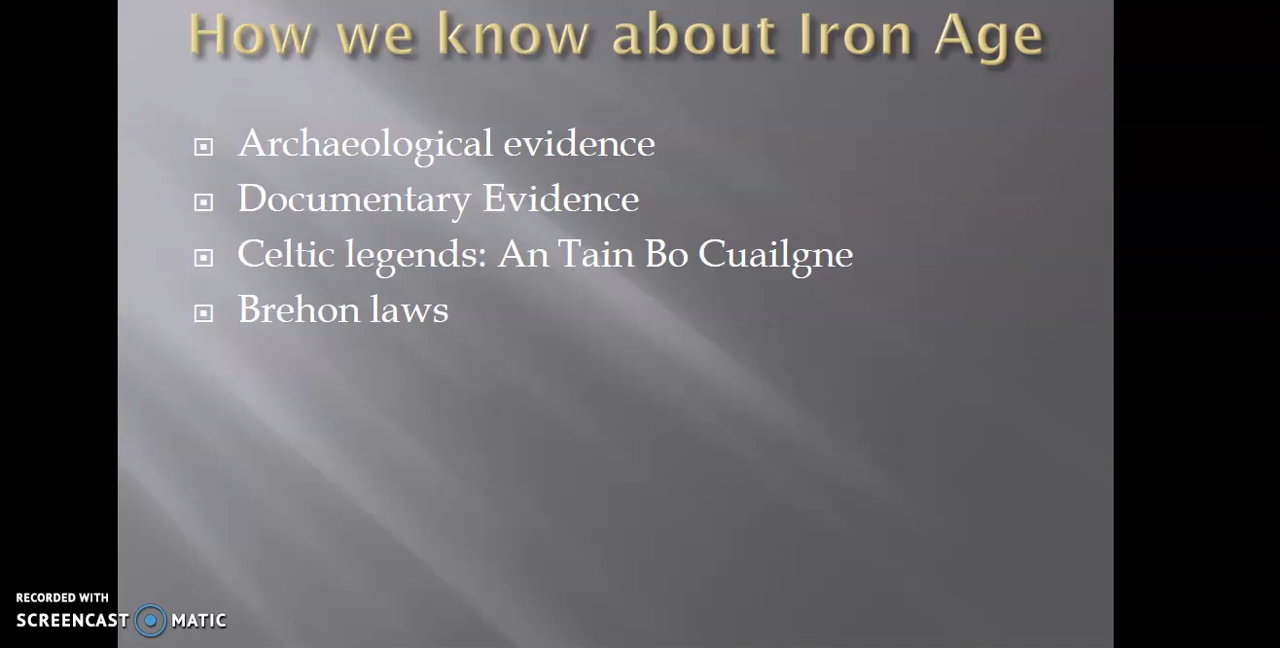 How we know about Iron Age
Archaeological evidence
Documentary Evidence
Celtic legends: An Tain Bo Cuailgne
Brehon laws
RECORDED WITH
SCREENCAST MATIC